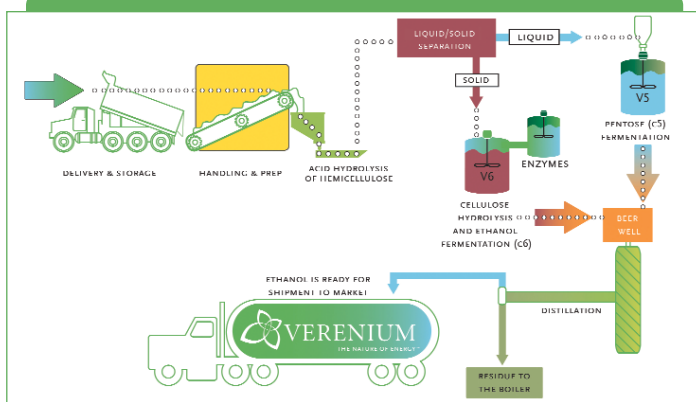 LIQUID/SOLID
SEPARATION
LIQUID
SOLID
V5
PENTOSE (c5)
FERMENTATION
DELIVERY & STORAGE
HANDLING & PREP
ACID HYDROLYSIS
OF HEMICELLULOSE
V6
ENZYMES
CELLULOSE
HYDROLYSIS
AND ETHANOL
FERMENTATION (c6)
BEER
WELL
ETHANOL IS READY FOR
SHIPMENT TO MARKET
DISTILLATION
VERENIUM
THE NATURE OF ENERGY™
RESIDUE TO
THE BOILER